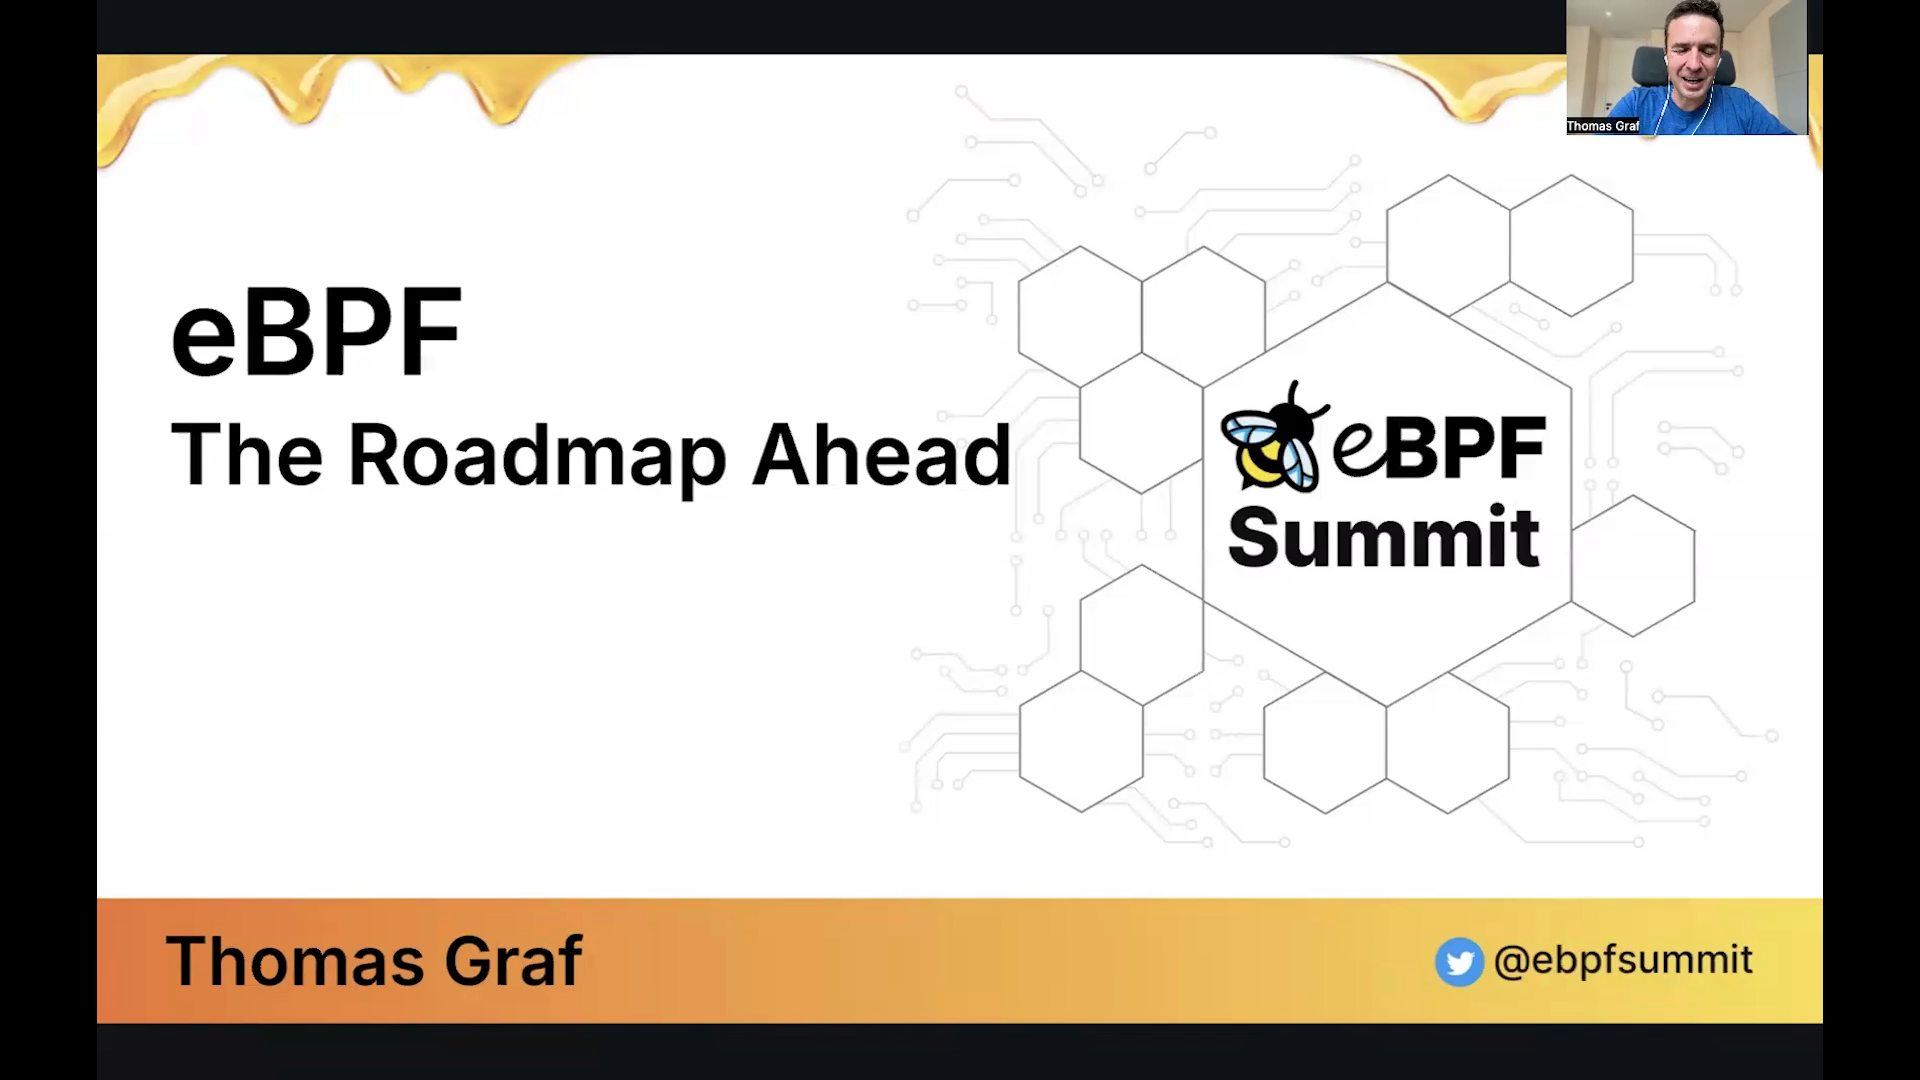 Thomas Graf
eBPF
The Roadmap Ahead
eBPF
Summit
Thomas Graf
@ebpfsummit